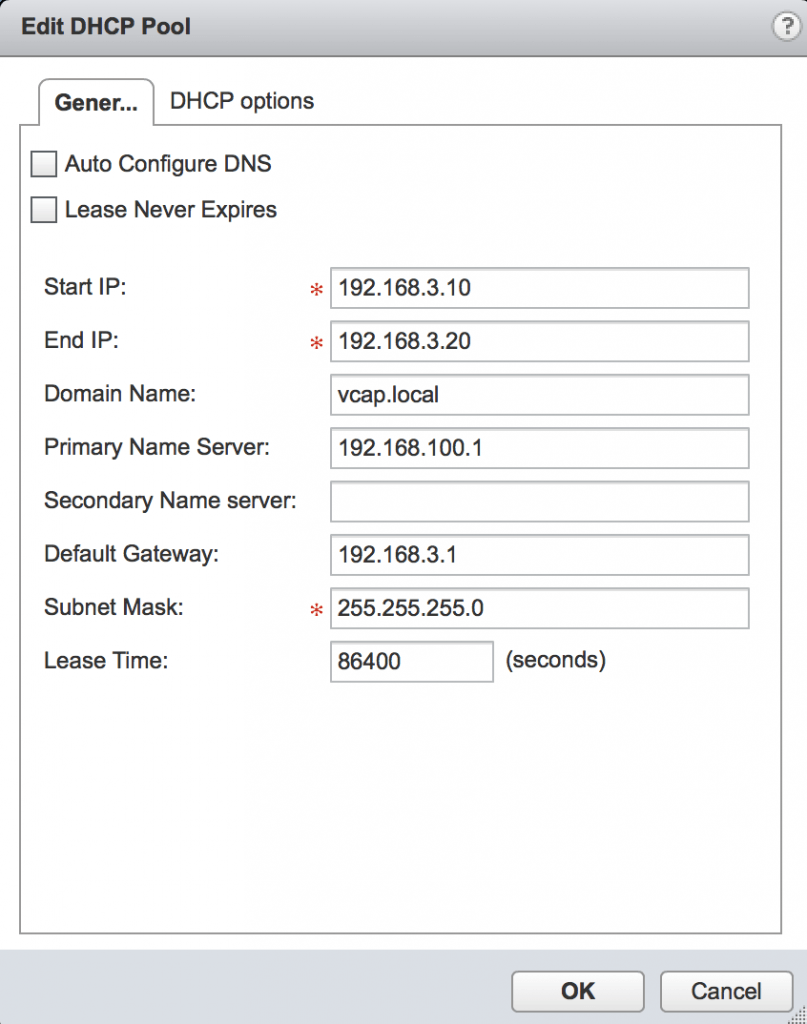 Edit DHCP Pool ?
Gener... DHCP options
Auto Configure DNS
Lease Never Expires
Start IP: * 192.168.3.10
End IP: * 192.168.3.20
Domain Name: vcap.local
Primary Name Server: 192.168.100.1
Secondary Name server:
Default Gateway: 192.168.3.1
Subnet Mask: * 255.255.255.0
Lease Time: 86400 (seconds)
OK Cancel